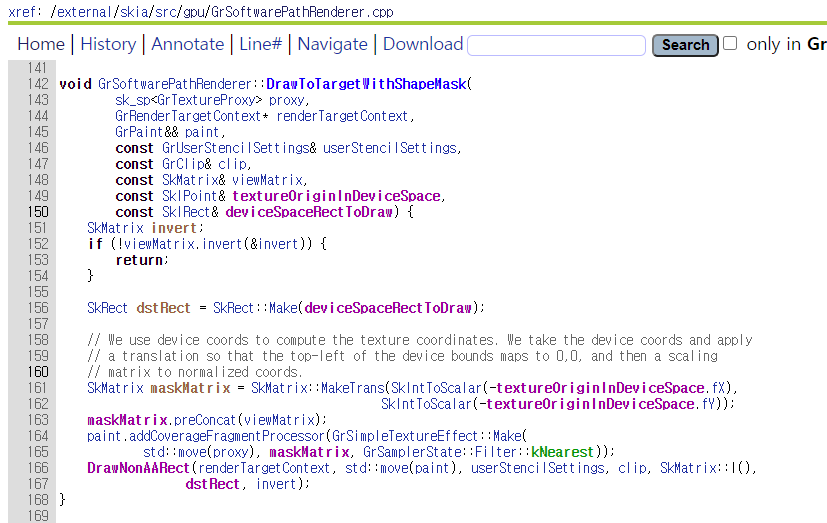 xref: /external/skia/src/gpu/GrSoftwarePathRenderer.cpp
Home | History | Annotate | Line# | Navigate | Download Search only in Gr
141
142 void GrSoftwarePathRenderer::DrawToTargetWithShapeMask(
143 sk_sp<GrTextureProxy> proxy,
144 GrRenderTargetContext* renderTargetContext,
145 GrPaint&& paint,
146 const GrUserStencilSettings& userStencilSettings,
147 const GrClip& clip,
148 const SkMatrix& viewMatrix,
149 const SkIPoint& textureOriginInDeviceSpace,
150 const SkIRect& deviceSpaceRectToDraw) {
151 SkMatrix invert;
152 if (!viewMatrix.invert(&invert)) {
153 return;
154 }
155
156 SkRect dstRect = SkRect::Make(deviceSpaceRectToDraw);
157
158 // We use device coords to compute the texture coordinates. We take the device coords and apply
159 // a translation so that the top-left of the device bounds maps to 0,0, and then a scaling
160 // matrix to normalized coords.
161 SkMatrix maskMatrix = SkMatrix::MakeTrans(SkIntToScalar(-textureOriginInDeviceSpace.fX),
162 SkIntToScalar(-textureOriginInDeviceSpace.fY));
163 maskMatrix.preConcat(viewMatrix);
164 paint.addCoverageFragmentProcessor(GrSimpleTextureEffect::Make(
165 std::move(proxy), maskMatrix, GrSamplerState::Filter::kNearest));
166 DrawNonAARect(renderTargetContext, std::move(paint), userStencilSettings, clip, SkMatrix::I(),
167 dstRect, invert);
168 }
169